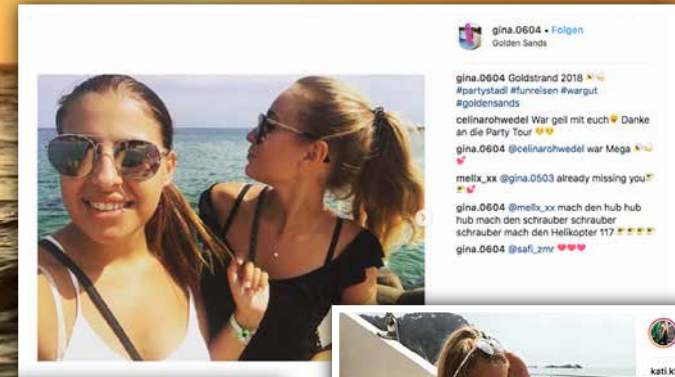 gina.0604 • Folgen
Golden Sands
gina.0604 Goldstrand 2018
#partystadl #funreisen #wargut
#goldensands
celinarohwedel War geil mit euch Danke
an die Party Tour
gina.0604 @celinarohwedel war Mega
mellx_xx @gina.0503 already missing you
gina.0604 @mellx_xx mach den hub hub
hub mach den schrauber schrauber
schrauber mach den Helikopter 117
gina.0604 @safi_zmr